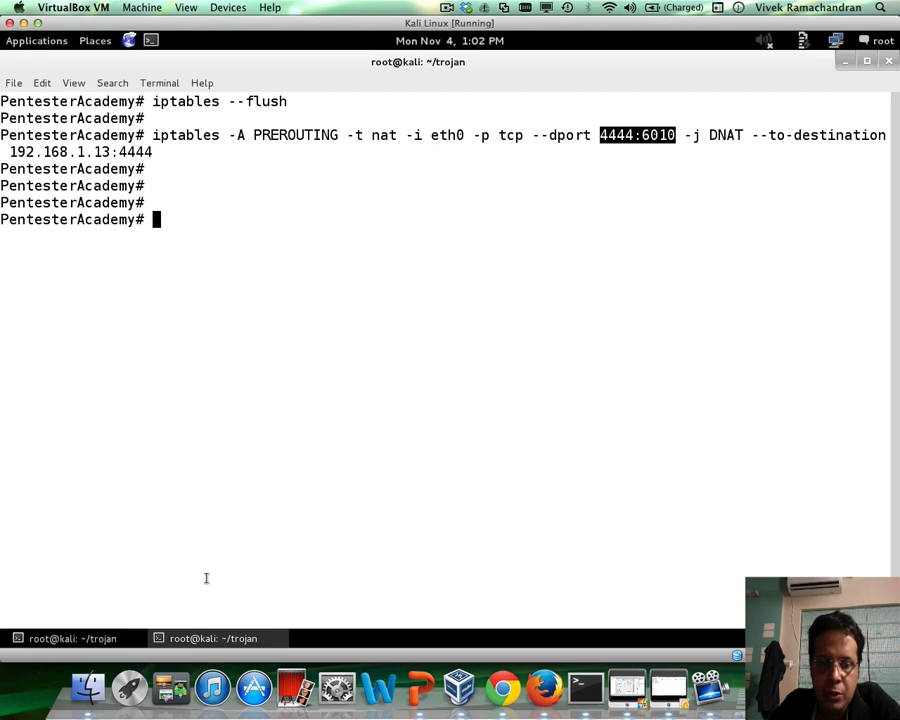 VirtualBox VM Machine View Devices Help (Charged) Vivek Ramachandran
Kali Linux [Running]
Applications Places Mon Nov 4, 1:02 PM root
root@kali: ~/trojan
File Edit View Search Terminal Help
PentesterAcademy# iptables --flush
PentesterAcademy#
PentesterAcademy# iptables -A PREROUTING -t nat -i eth0 -p tcp --dport 4444:6010 -j DNAT --to-destination
192.168.1.13:4444
PentesterAcademy#
PentesterAcademy#
PentesterAcademy#
PentesterAcademy#
root@kali: ~/trojan root@kali: ~/trojan